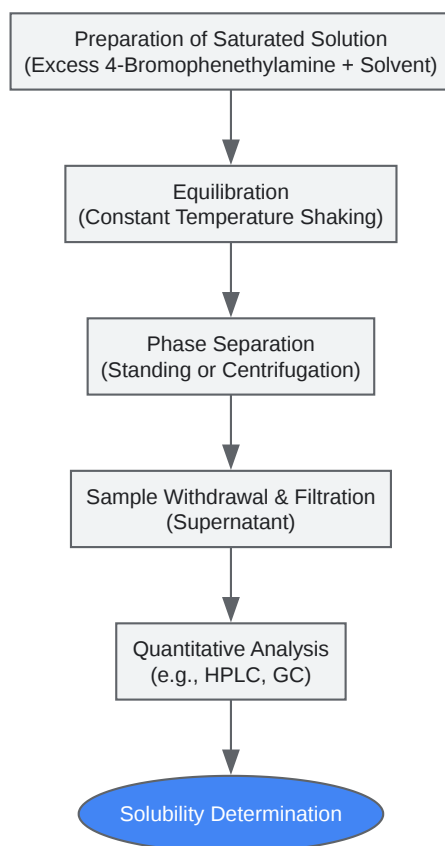 Preparation of Saturated Solution
(Excess 4-Bromophenethylamine + Solvent)
Equilibration
(Constant Temperature Shaking)
Phase Separation
(Standing or Centrifugation)
Sample Withdrawal & Filtration
(Supernatant)
Quantitative Analysis
(e.g., HPLC, GC)
Solubility Determination